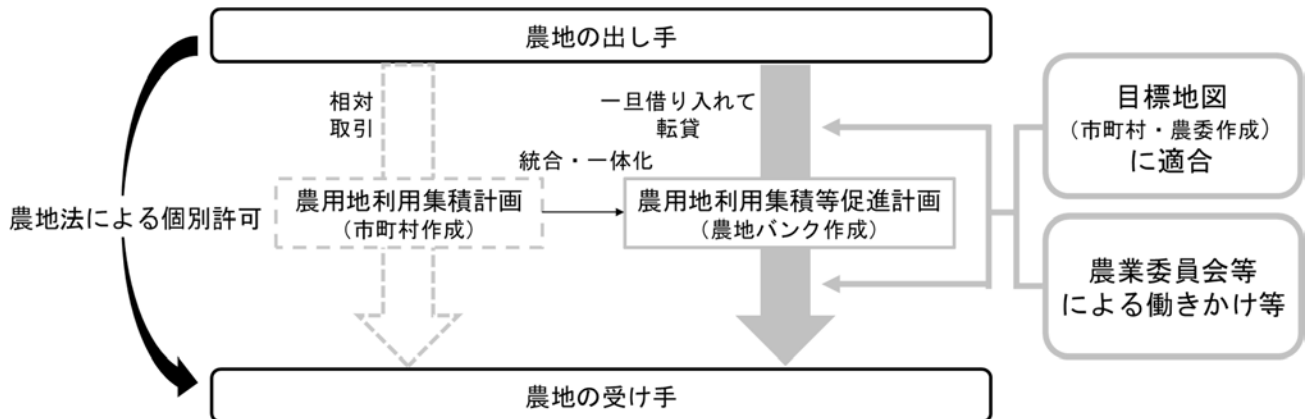 農地の出し手
相対
取引
一旦借り入れて
転貸
目標地図
（市町村・農委作成）
に適合
統合・一体化
農地法による個別許可
農用地利用集積計画
（市町村作成）
農用地利用集積等促進計画
（農地バンク作成）
農業委員会等
による働きかけ等
農地の受け手